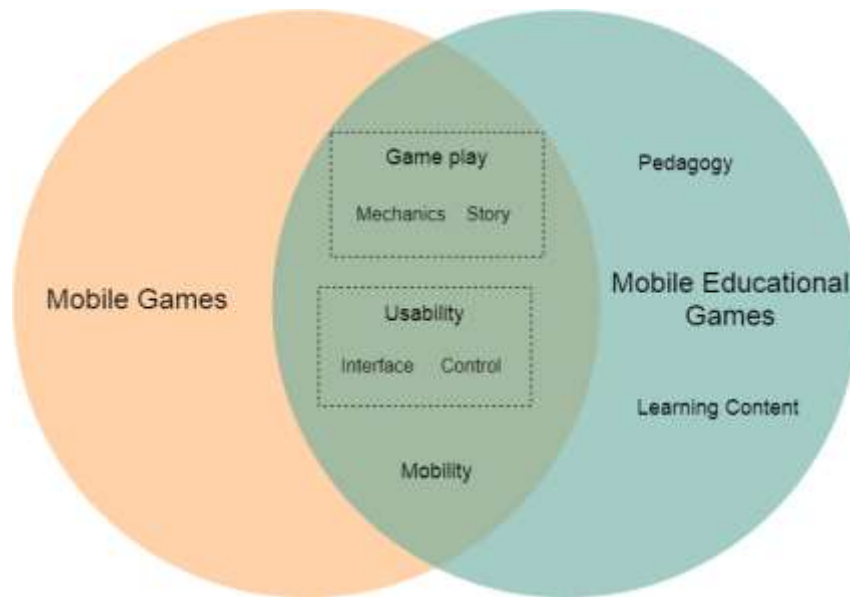 Game play
Mechanics Story
Pedagogy
Mobile Games
Usability
Interface Control
Mobile Educational
Games
Learning Content
Mobility